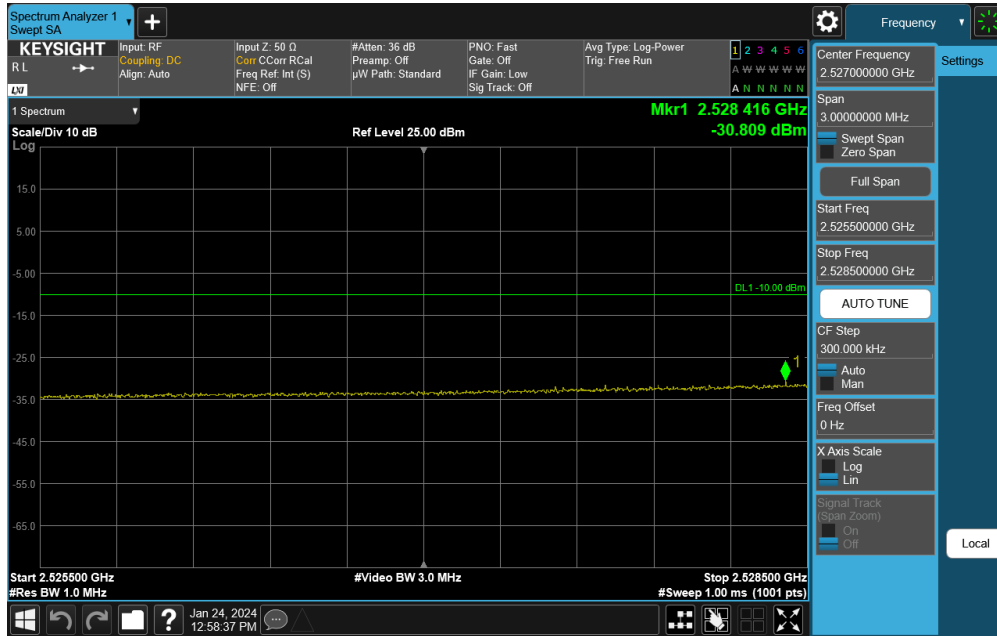 Spectrum Analyzer 1
Swept SA
Frequency
KEYSIGHT
R L
LXI
Input: RF
Coupling: DC
Align: Auto
Input Z: 50 Ω
Corr CCorr RCal
Freq Ref: Int (S)
NFE: Off
#Atten: 36 dB
Preamp: Off
µW Path: Standard
PNO: Fast
Gate: Off
IF Gain: Low
Sig Track: Off
Avg Type: Log-Power
Trig: Free Run
1 2 3 4 5 6
A W W W W W
A N N N N N
1 Spectrum
Mkr1 2.528 416 GHz
-30.809 dBm
Scale/Div 10 dB
Ref Level 25.00 dBm
Log
15.0
5.00
-5.00
DL1 -10.00 dBm
-15.0
-25.0
1
-35.0
-45.0
-55.0
-65.0
Start 2.525500 GHz
#Video BW 3.0 MHz
Stop 2.528500 GHz
#Res BW 1.0 MHz
#Sweep 1.00 ms (1001 pts)
?
Jan 24, 2024
12:58:37 PM
Center Frequency
2.527000000 GHz
Span
3.00000000 MHz
Swept Span
Zero Span
Full Span
Start Freq
2.525500000 GHz
Stop Freq
2.528500000 GHz
AUTO TUNE
CF Step
300.000 kHz
Auto
Man
Freq Offset
0 Hz
X Axis Scale
Log
Lin
Signal Track
(Span Zoom)
On
Off
Settings
Local